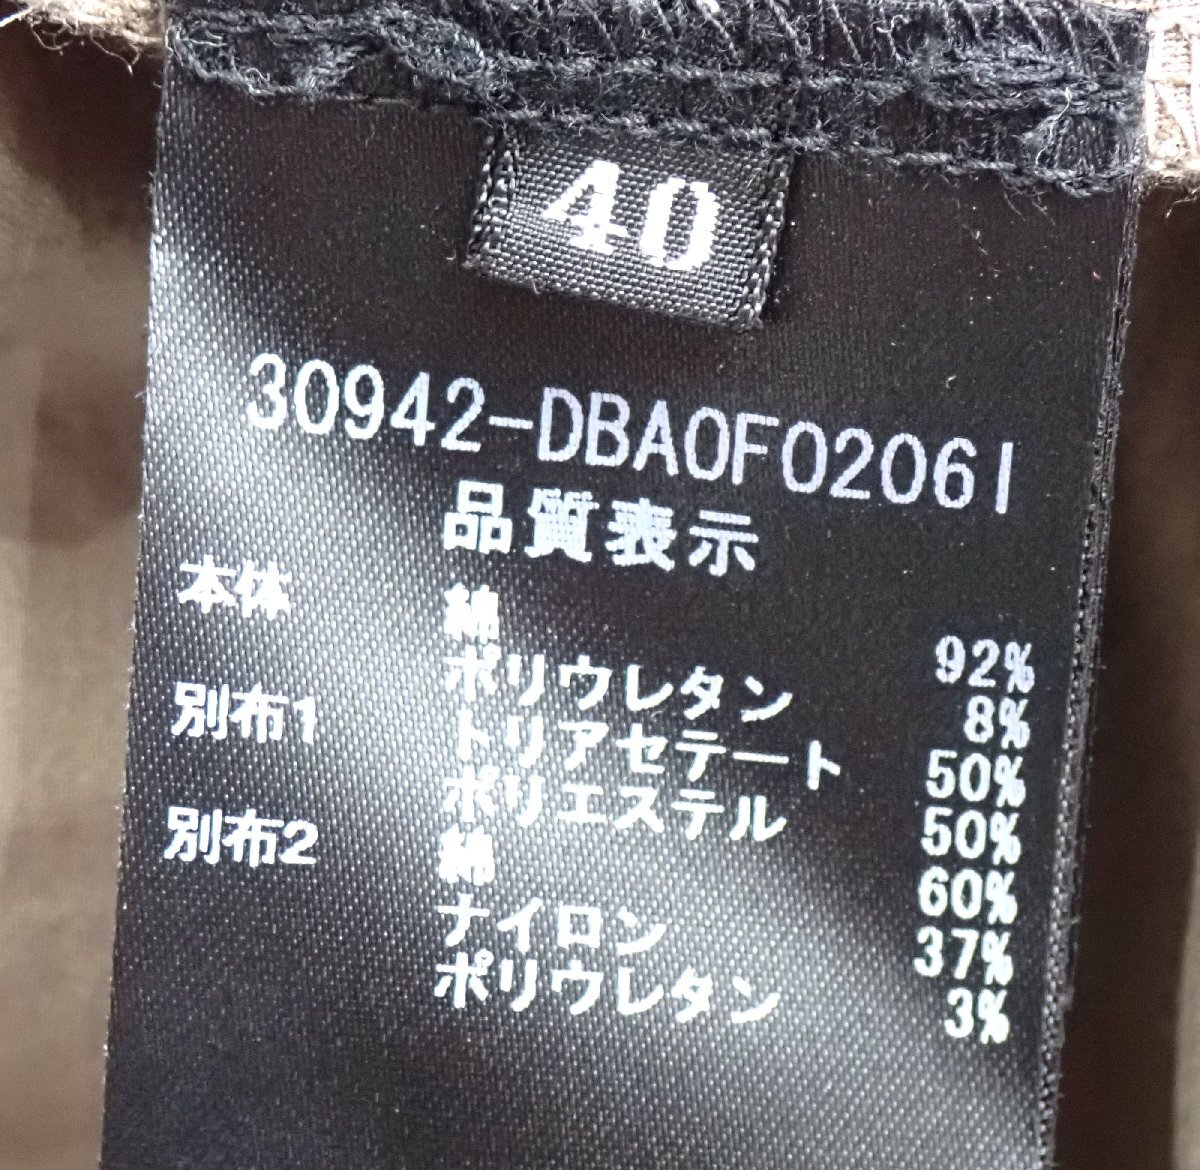 40
30942-DBA0F0206I
品質表示
本体 綿 92%
ポリウレタン 8%
別布1 トリアセテート 50%
ポリエステル 50%
別布2 綿 60%
ナイロン 37%
ポリウレタン 3%